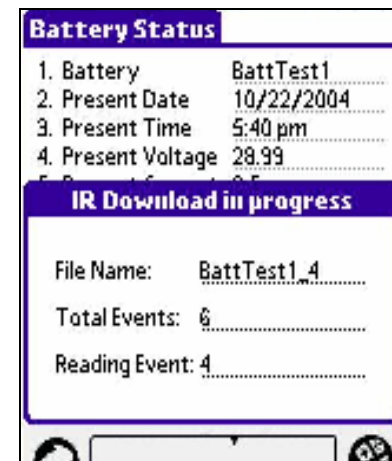 Battery Status
1. Battery BattTest1
2. Present Date 10/22/2004
3. Present Time 5:40 pm
4. Present Voltage 28.99
IR Download in progress
File Name: BattTest1_4
Total Events: 6
Reading Event: 4